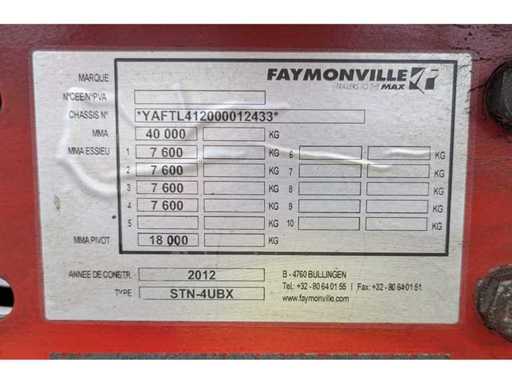 MARQUE
FAYMONVILLE
TRAILERS TO THE MAX
N°CEE/N°PVA
CHASSIS N° *YAFTL412000012433*
MMA 40 000 KG
MMA ESSIEU 1 7 600 KG 6 KG
2 7 600 KG 7 KG
3 7 600 KG 8 KG
4 7 600 KG 9 KG
5 KG 10 KG
MMA PIVOT 18 000 KG
ANNEE DE CONSTR. 2012 B - 4760 BULLINGEN
TYPE STN-4UBX Tel.: +32 - 80 64 01 55 | Fax: +32 - 80 64 01 51
www.faymonville.com